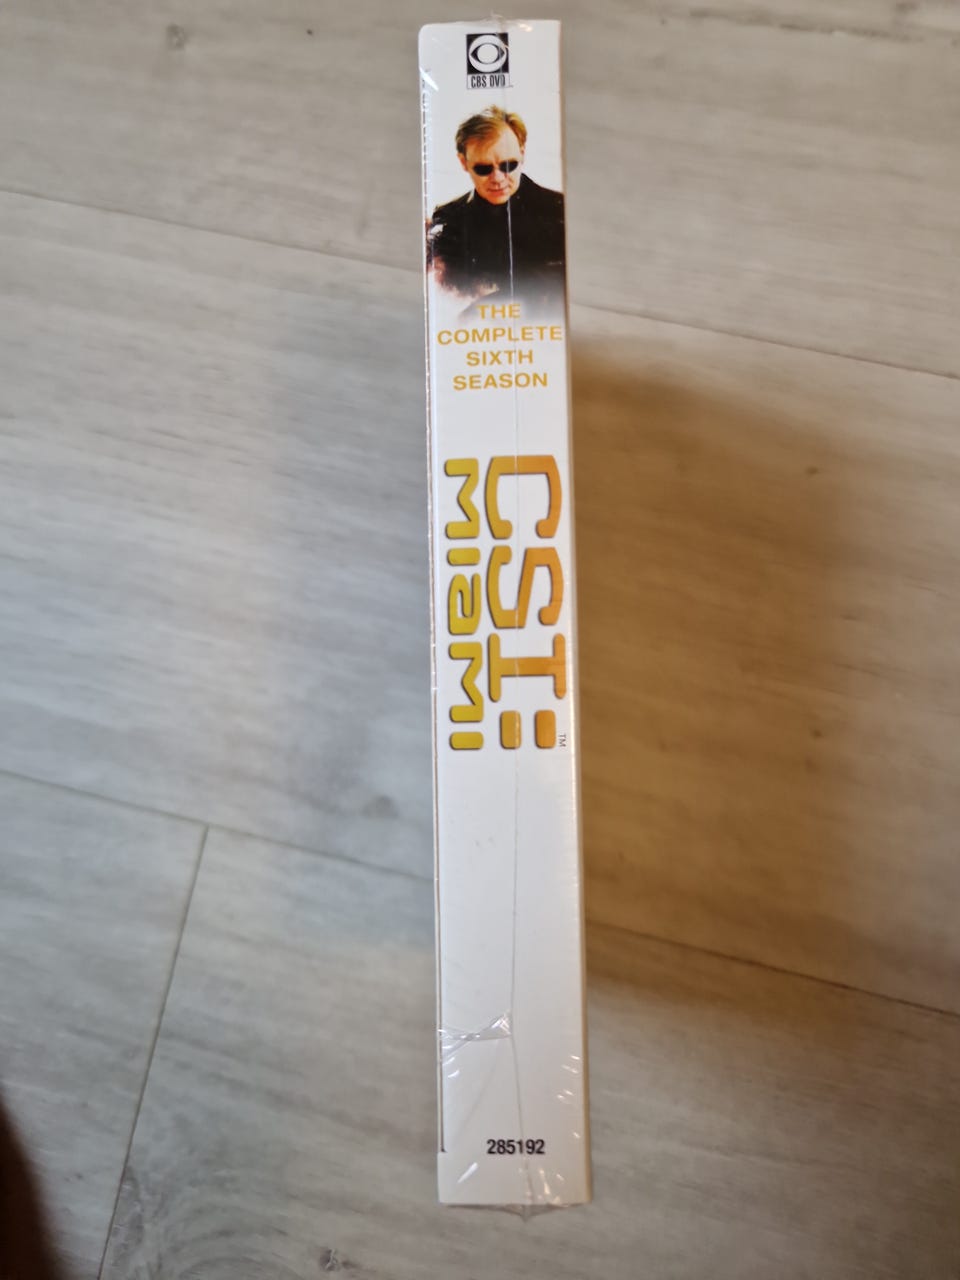 CBS DVD
THE
COMPLETE
SIXTH
SEASON
CSI:
MIAMI
TM
285192